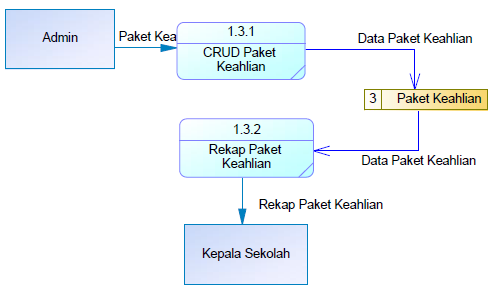 Admin
Paket Kea
1.3.1
CRUD Paket
Keahlian
Data Paket Keahlian
3 Paket Keahlian
1.3.2
Rekap Paket
Keahlian
Data Paket Keahlian
Rekap Paket Keahlian
Kepala Sekolah